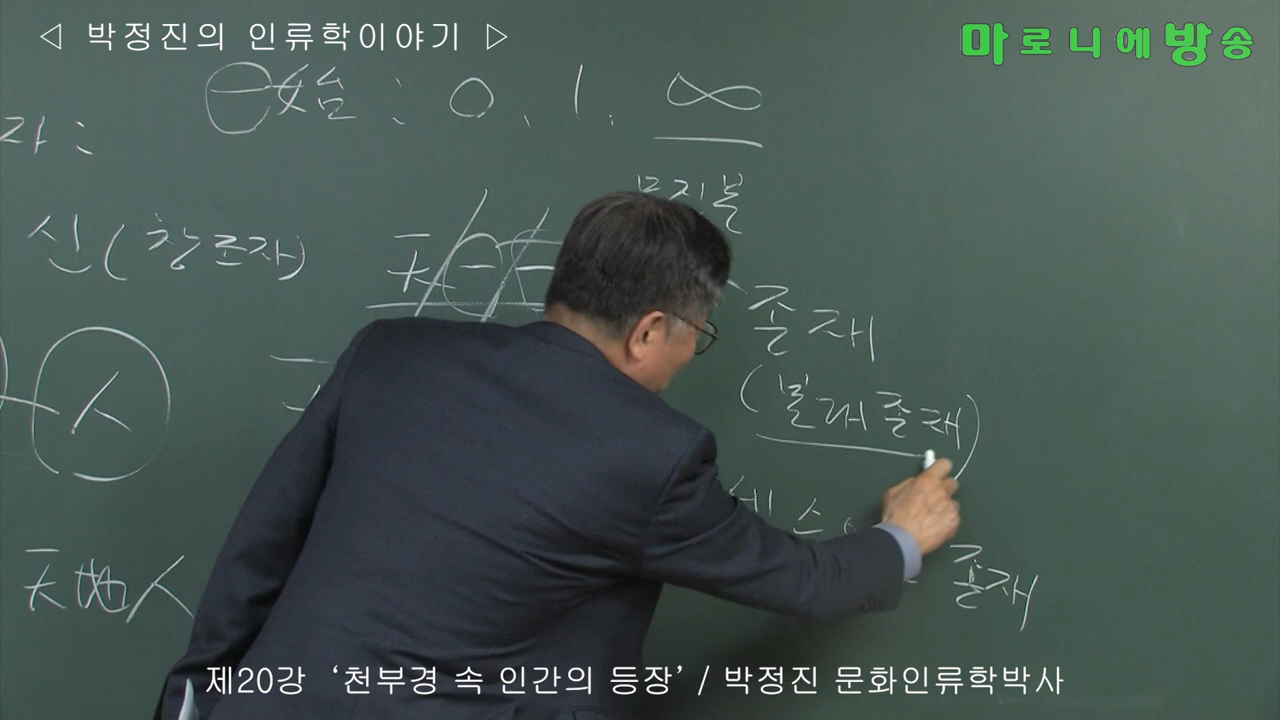 ◁ 박정진의 인류학이야기 ▷
마로니에방송
一始 : 0, 1, ∞
자 :
신(창조자)
天
존재
(본래존재)
人
존재
天地人
제20강 ‘천부경 속 인간의 등장’ / 박정진 문화인류학박사